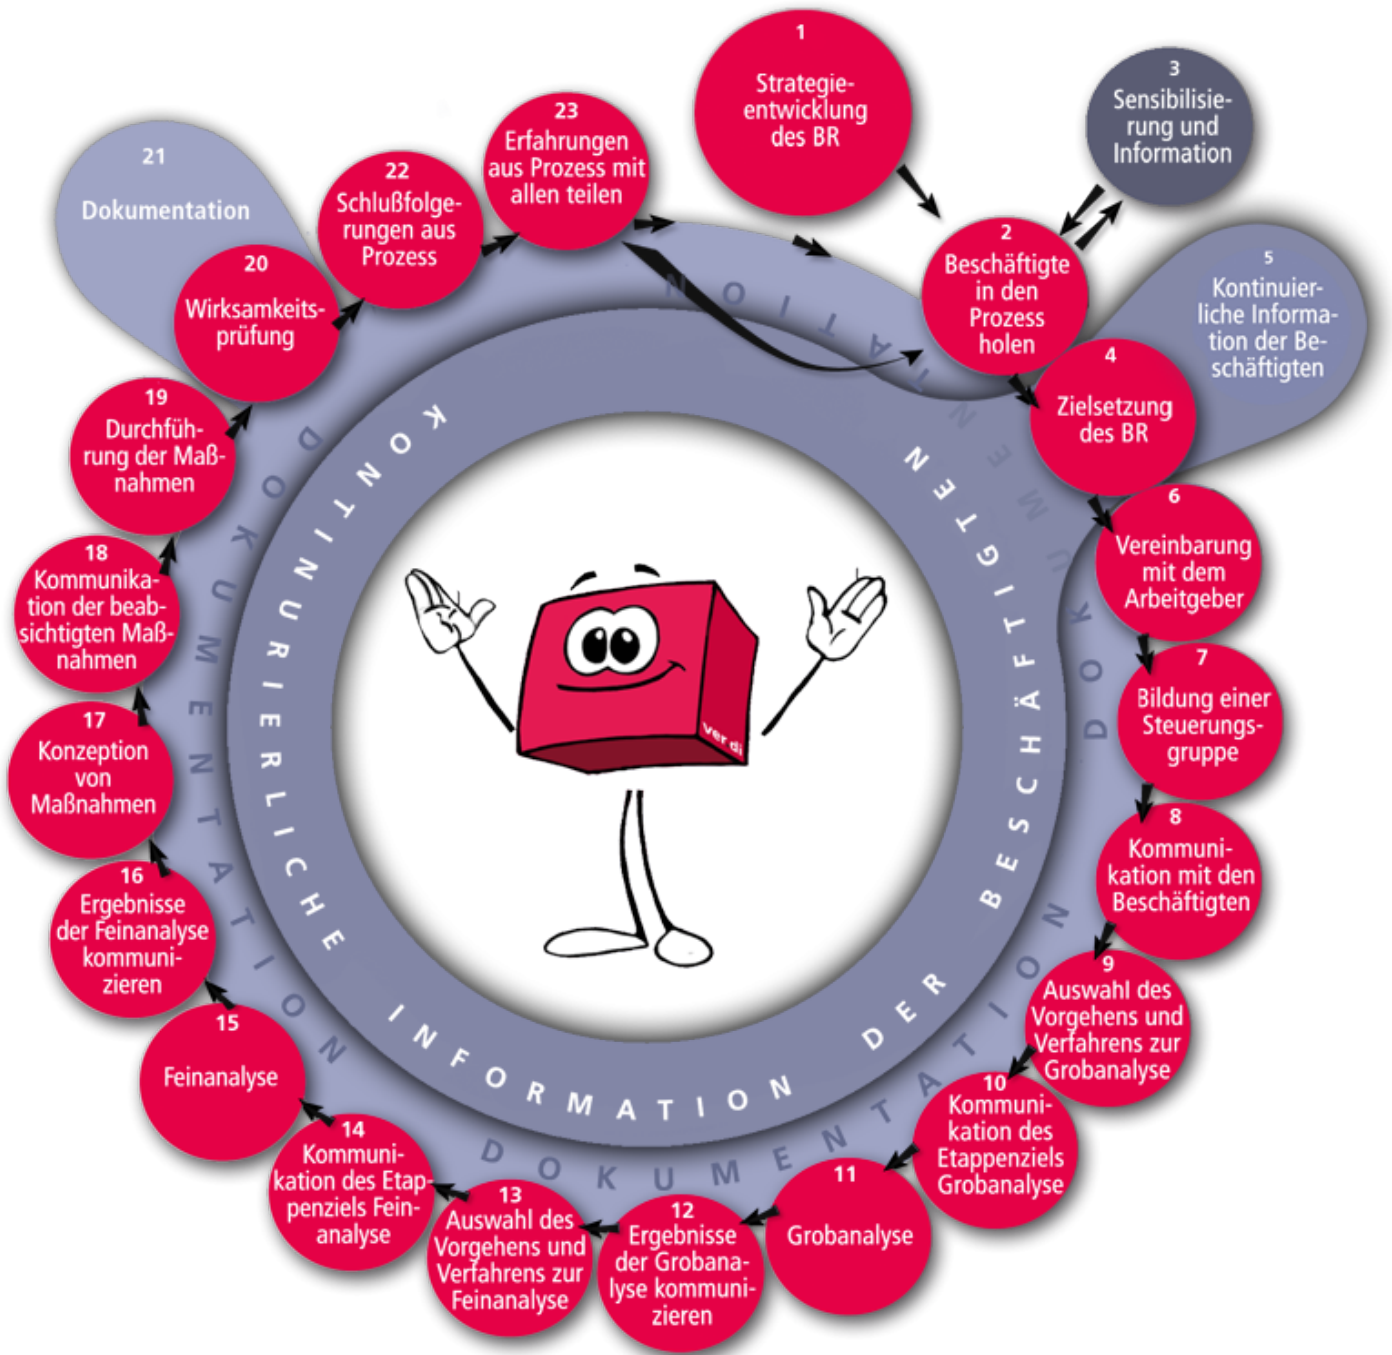 1
Strategie-
entwicklung
des BR
2
Beschäftigte
in den
Prozess
holen
3
Sensibilisie-
rung und
Information
4
Zielsetzung
des BR
5
Kontinuier-
liche Informa-
tion der Be-
schäftigten
6
Vereinbarung
mit dem
Arbeitgeber
7
Bildung einer
Steuerungs-
gruppe
8
Kommuni-
kation mit den
Beschäftigten
9
Auswahl des
Vorgehens und
Verfahrens zur
Grobanalyse
10
Kommuni-
kation des
Etappenziels
Grobanalyse
11
Grobanalyse
12
Ergebnisse
der Grobana-
lyse kommuni-
zieren
13
Auswahl des
Vorgehens und
Verfahrens zur
Feinanalyse
14
Kommuni-
kation des Etap-
penziels Fein-
analyse
15
Feinanalyse
16
Ergebnisse
der Feinanalyse
kommuni-
zieren
17
Konzeption
von
Maßnahmen
18
Kommunika-
tion der beab-
sichtigten Maß-
nahmen
19
Durchfüh-
rung der Maß-
nahmen
20
Wirksamkeits-
prüfung
21
Dokumentation
22
Schlußfolge-
rungen aus
Prozess
23
Erfahrungen
aus Prozess mit
allen teilen
DOKUMENTATION
DOKUMENTATION
DOKUMENTATION
KONTINUIERLICHE INFORMATION DER BESCHÄFTIGTEN
ver di